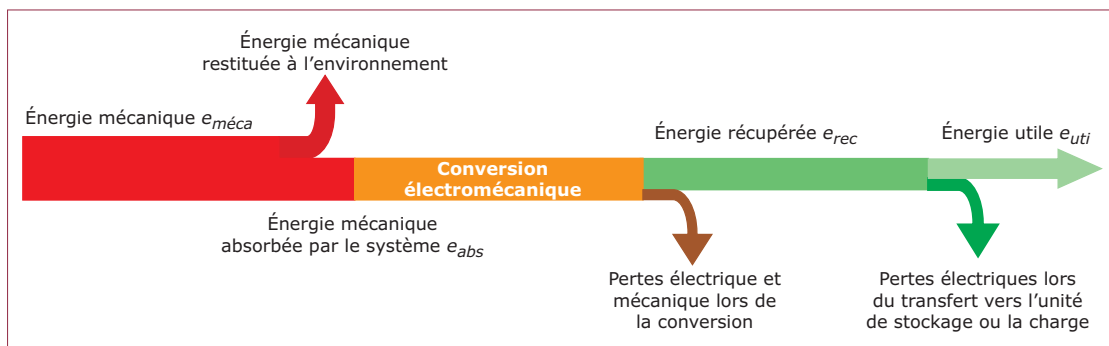 Énergie mécanique
restituée à l'environnement
Énergie mécanique eméca
Énergie récupérée erec
Énergie utile euti
Conversion
électromécanique
Énergie mécanique
absorbée par le système eabs
Pertes électrique et
mécanique lors de
la conversion
Pertes électriques lors
du transfert vers l'unité
de stockage ou la charge